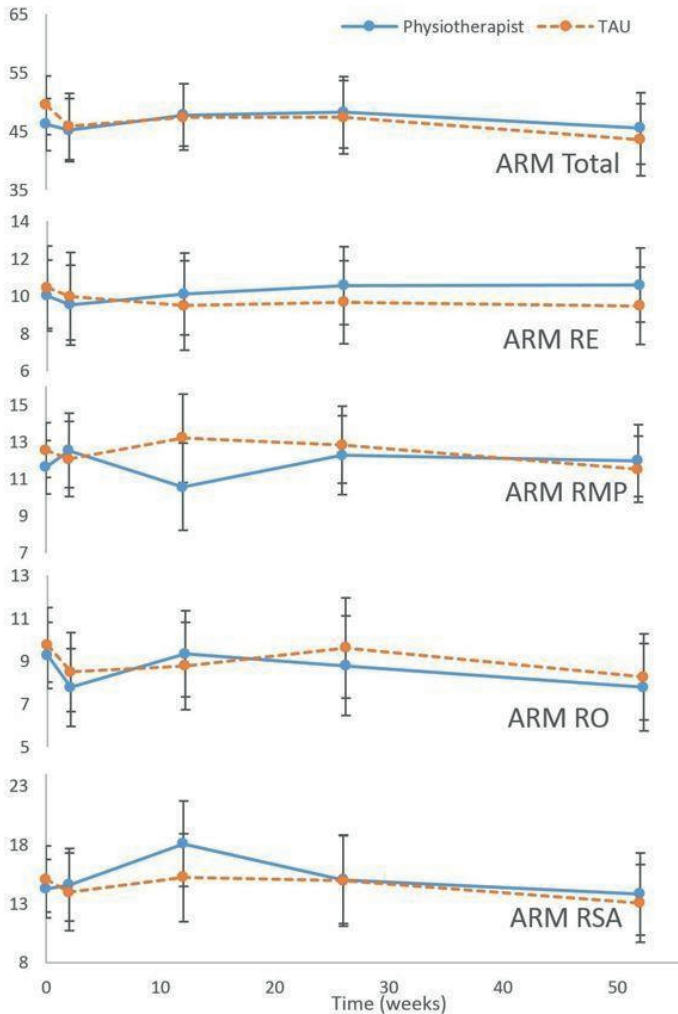 65
Physiotherapist TAU
55
45
ARM Total
35
14
12
10
8
ARM RE
6
15
13
11
ARM RMP
9
7
13
11
9
7
ARM RO
5
23
18
13
ARM RSA
8
0 10 20 30 40 50
Time (weeks)